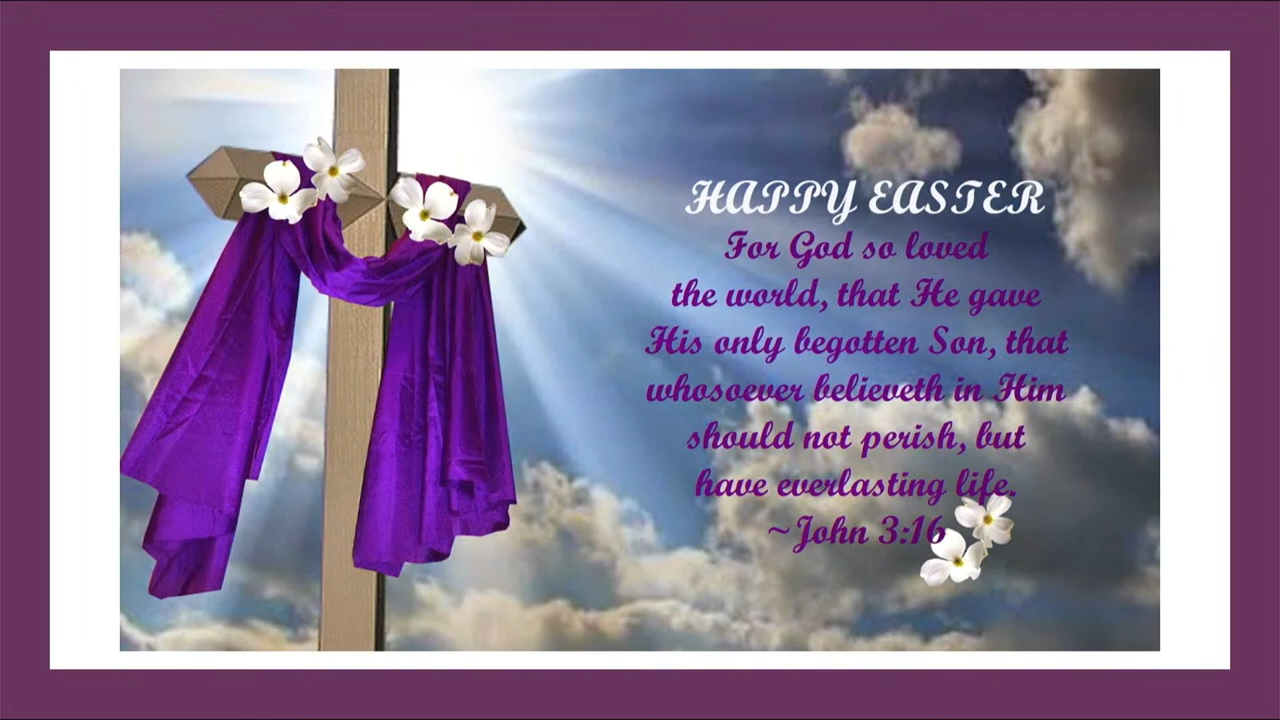 HAPPY EASTER
For God so loved
the world, that He gave
His only begotten Son, that
whosoever believeth in Him
should not perish, but
have everlasting life.
~John 3:16